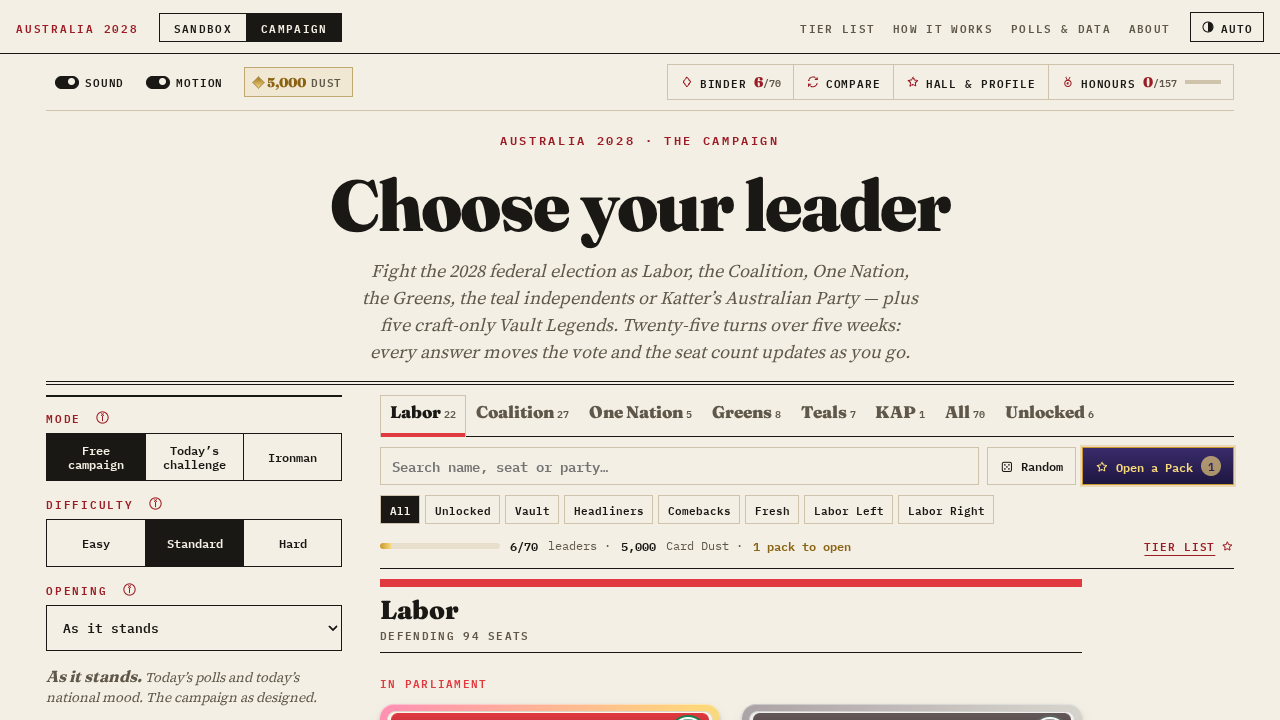 AUSTRALIA 2028
SANDBOX
CAMPAIGN
TIER LIST
HOW IT WORKS
POLLS & DATA
ABOUT
AUTO
SOUND
MOTION
5,000 DUST
BINDER 6/70
COMPARE
HALL & PROFILE
HONOURS 0/157
AUSTRALIA 2028 · THE CAMPAIGN
Choose your leader
Fight the 2028 federal election as Labor, the Coalition, One Nation,
the Greens, the teal independents or Katter’s Australian Party — plus
five craft-only Vault Legends. Twenty-five turns over five weeks:
every answer moves the vote and the seat count updates as you go.
MODE
Free
campaign
Today’s
challenge
Ironman
DIFFICULTY
Easy
Standard
Hard
OPENING
As it stands
As it stands. Today’s polls and today’s
national mood. The campaign as designed.
Labor 22
Coalition 27
One Nation 5
Greens 8
Teals 7
KAP 1
All 70
Unlocked 6
Search name, seat or party…
Random
Open a Pack 1
All
Unlocked
Vault
Headliners
Comebacks
Fresh
Labor Left
Labor Right
6/70 leaders · 5,000 Card Dust · 1 pack to open
TIER LIST
Labor
DEFENDING 94 SEATS
IN PARLIAMENT